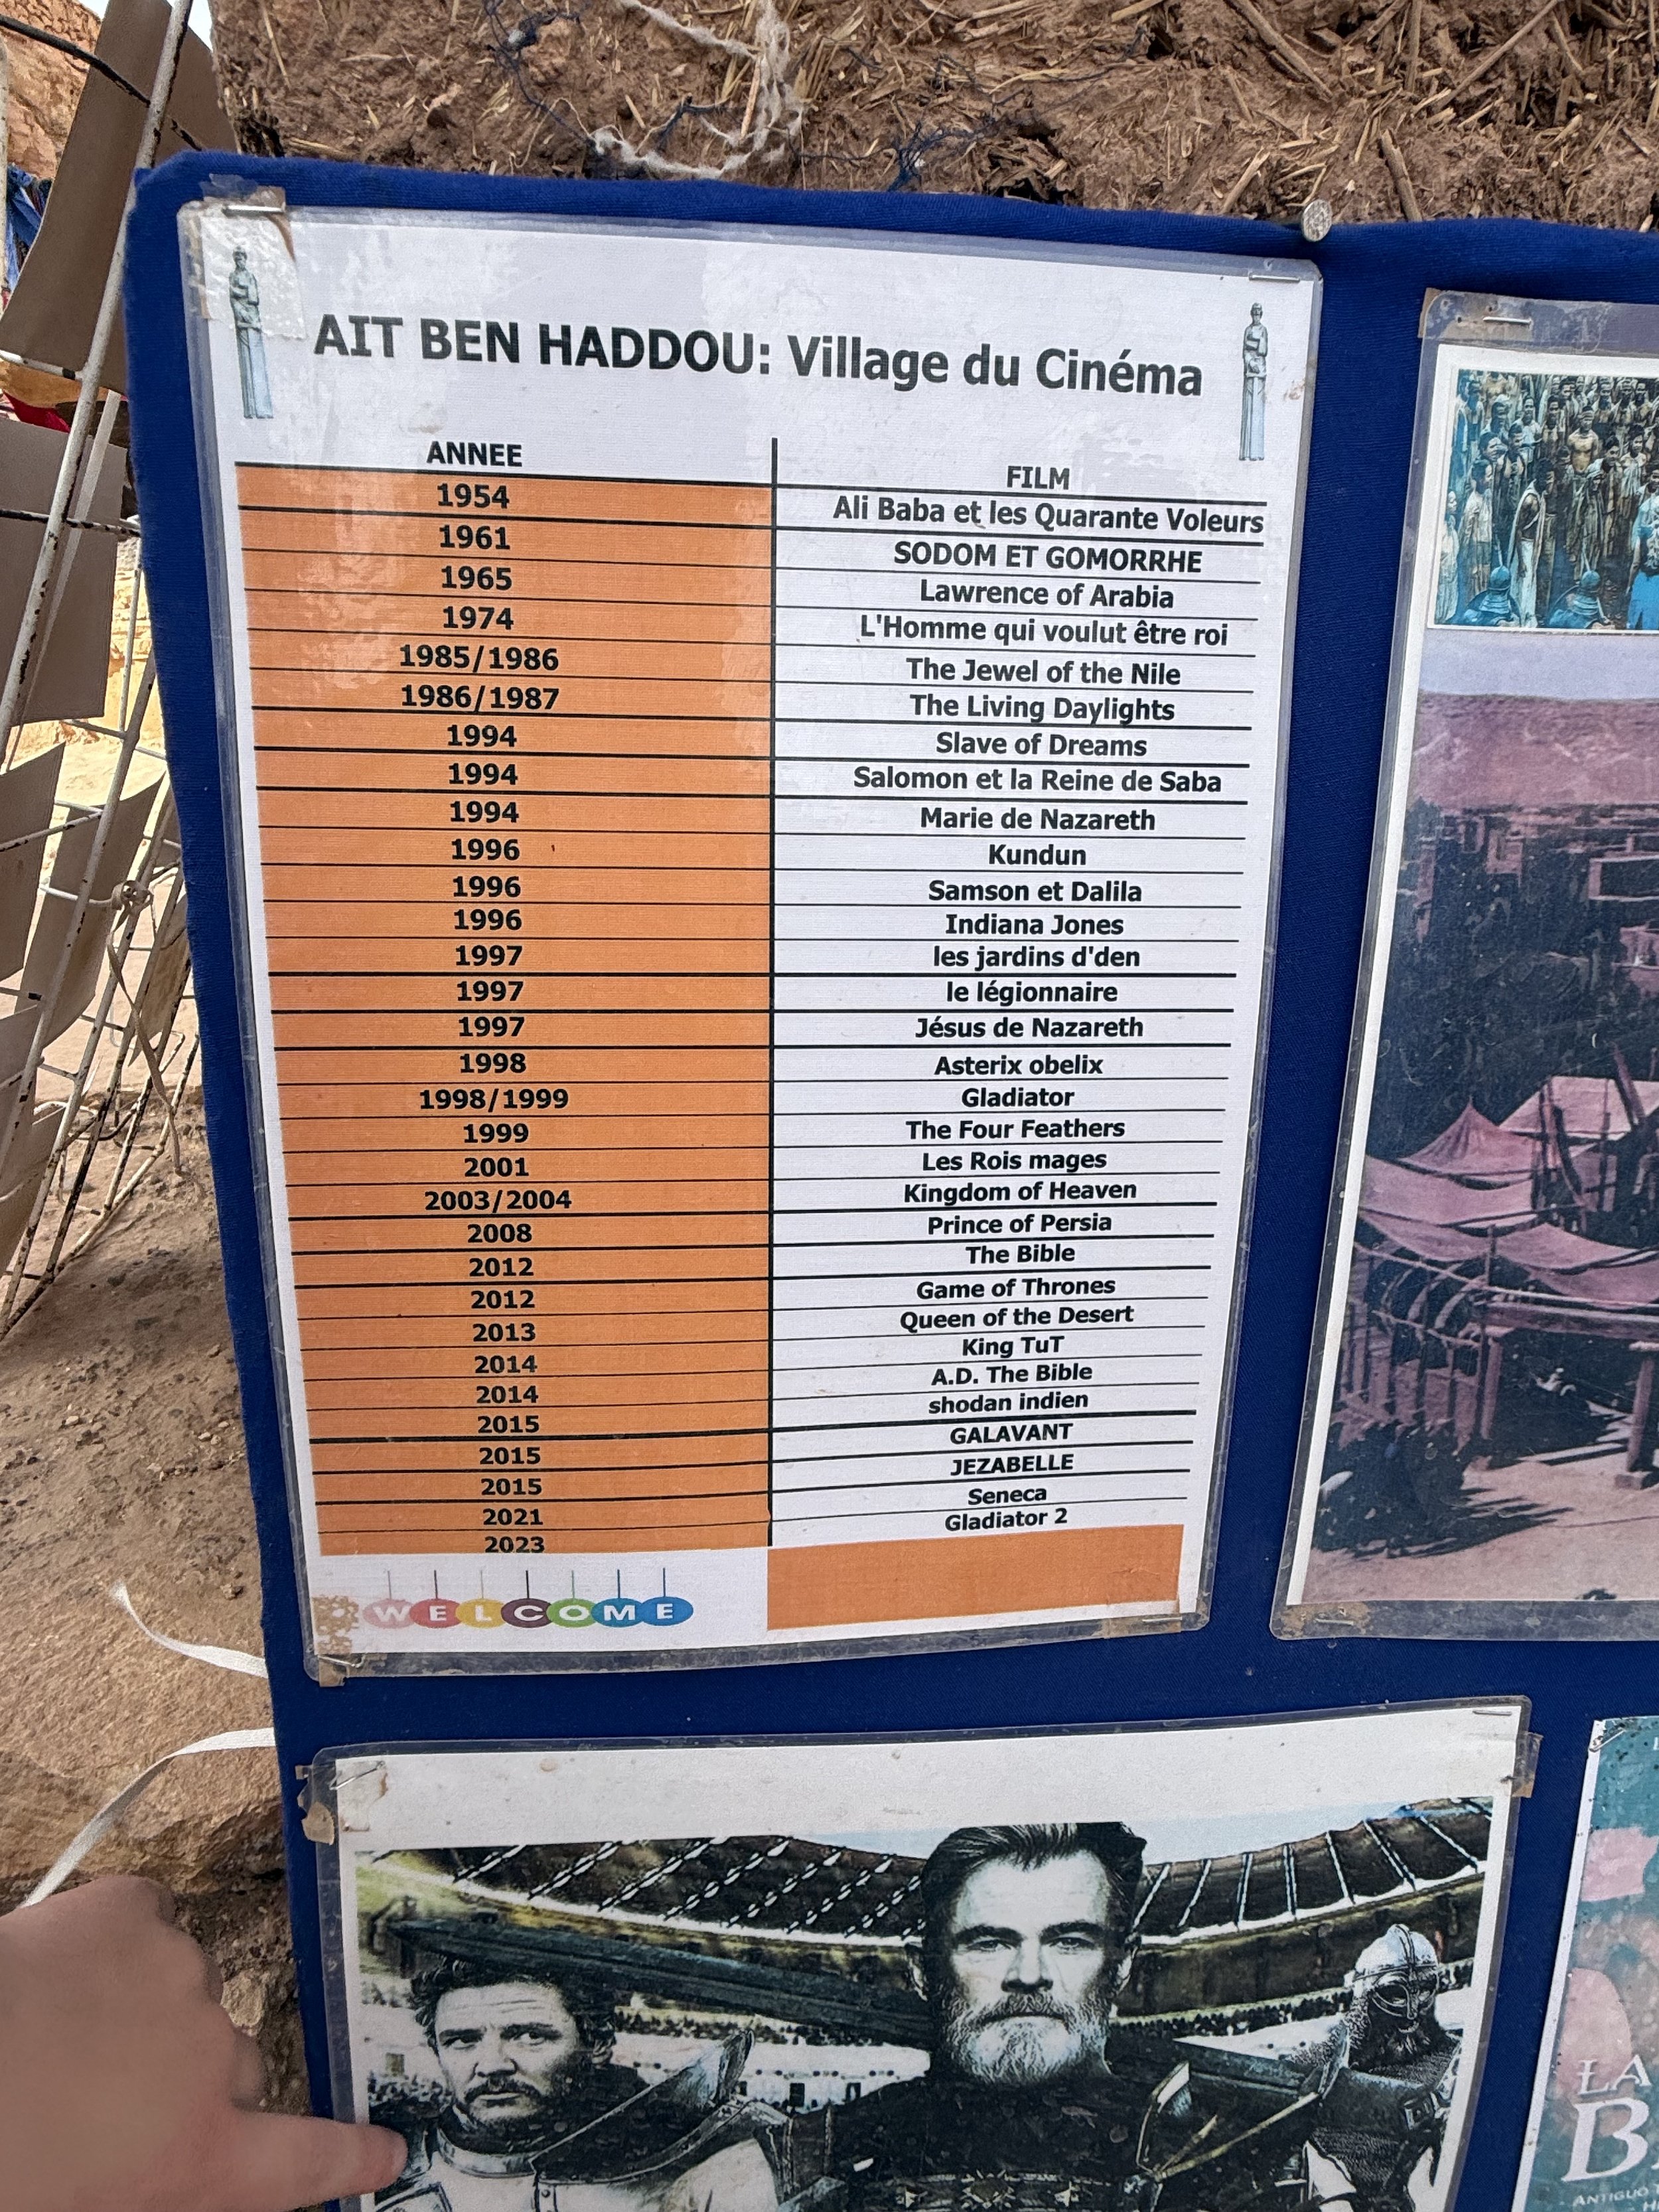 AIT BEN HADDOU: Village du Cinéma
ANNEE FILM
1954 Ali Baba et les Quarante Voleurs
1961 SODOM ET GOMORRHE
1965 Lawrence of Arabia
1974 L'Homme qui voulut être roi
1985/1986 The Jewel of the Nile
1986/1987 The Living Daylights
1994 Slave of Dreams
1994 Salomon et la Reine de Saba
1994 Marie de Nazareth
1996 Kundun
1996 Samson et Dalila
1996 Indiana Jones
1997 les jardins d'den
1997 le légionnaire
1997 Jésus de Nazareth
1998 Asterix obelix
1998/1999 Gladiator
1999 The Four Feathers
2001 Les Rois mages
2003/2004 Kingdom of Heaven
2008 Prince of Persia
2012 The Bible
2012 Game of Thrones
2013 Queen of the Desert
2014 King TuT
2014 A.D. The Bible
2015 shodan indien
2015 GALAVANT
2015 JEZABELLE
2021 Seneca
2023 Gladiator 2
WELCOME
LA
B
ANTIGUO